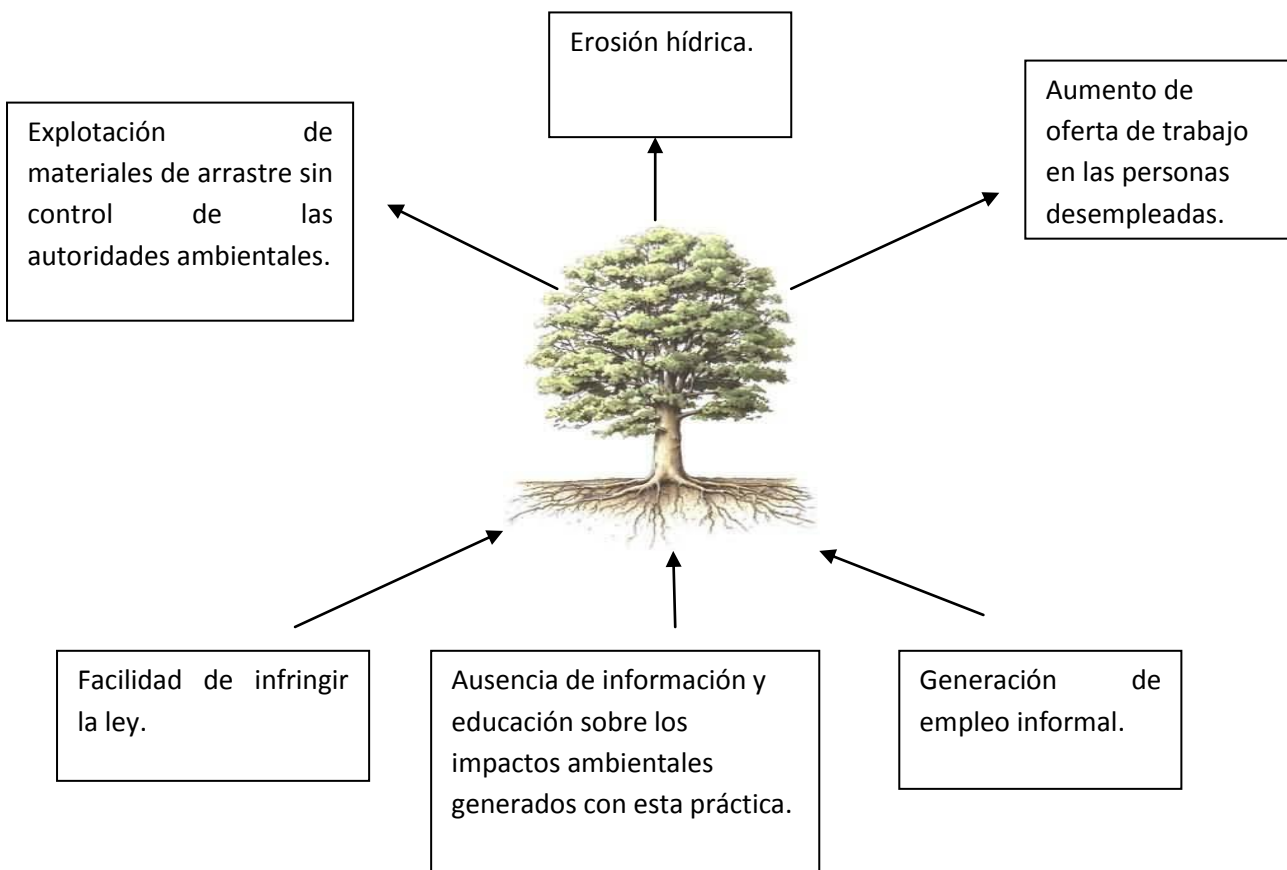 Erosión hídrica.
Explotación de
materiales de arrastre sin
control de las
autoridades ambientales.
Aumento de
oferta de trabajo
en las personas
desempleadas.
Facilidad de infringir
la ley.
Ausencia de información y
educación sobre los
impactos ambientales
generados con esta práctica.
Generación de
empleo informal.